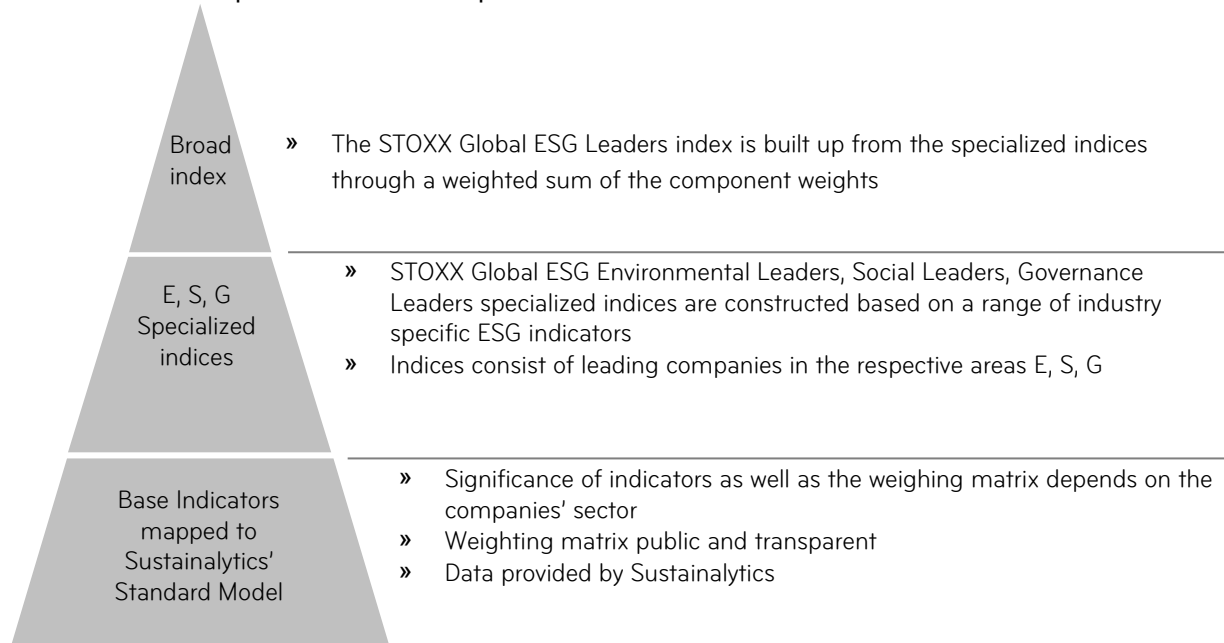 Broad
index
» The STOXX Global ESG Leaders index is built up from the specialized indices
through a weighted sum of the component weights
E, S, G
Specialized
indices
» STOXX Global ESG Environmental Leaders, Social Leaders, Governance
Leaders specialized indices are constructed based on a range of industry
specific ESG indicators
» Indices consist of leading companies in the respective areas E, S, G
Base Indicators
mapped to
Sustainalytics’
Standard Model
» Significance of indicators as well as the weighing matrix depends on the
companies’ sector
» Weighting matrix public and transparent
» Data provided by Sustainalytics